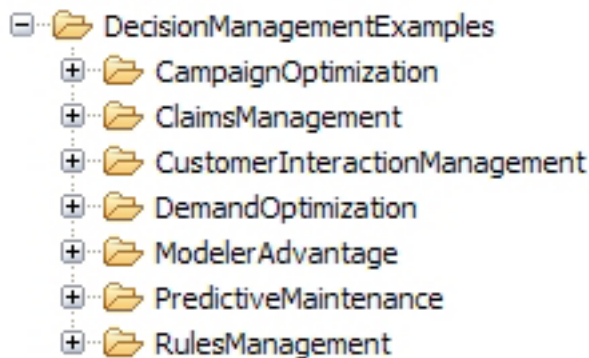 DecisionManagementExamples
CampaignOptimization
ClaimsManagement
CustomerInteractionManagement
DemandOptimization
ModelerAdvantage
PredictiveMaintenance
RulesManagement